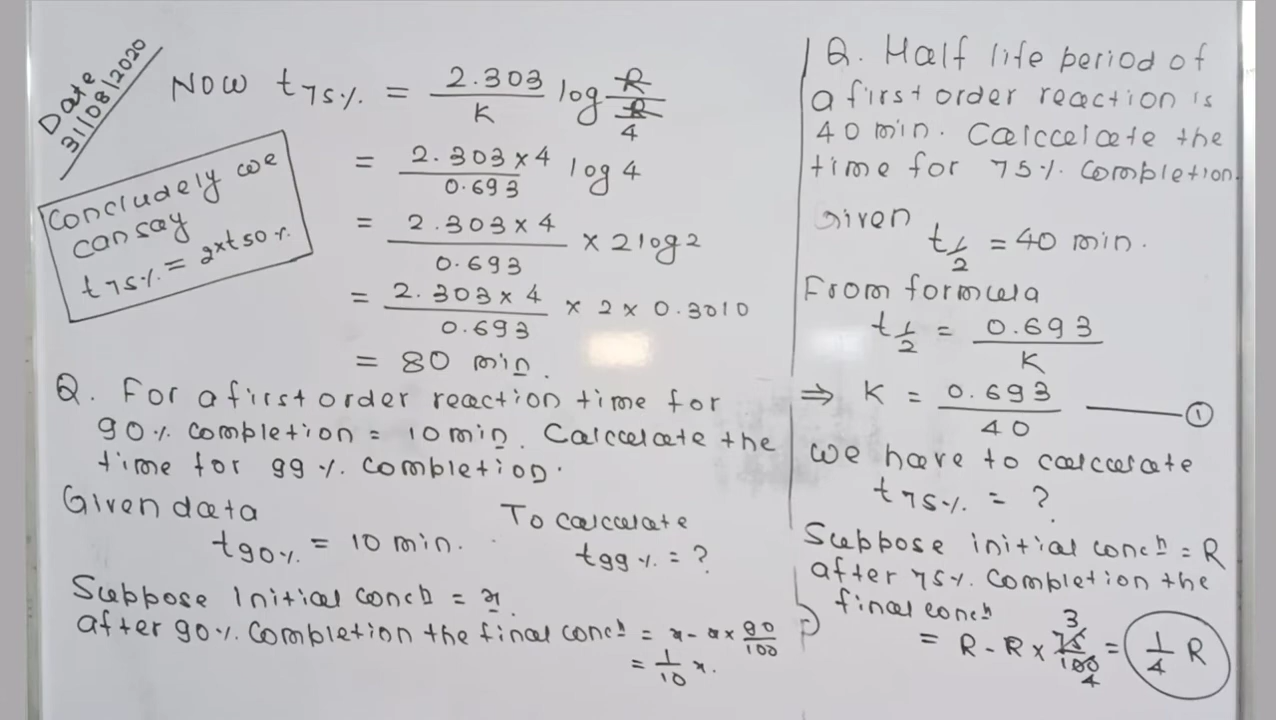 Date
31/08/2020
Q. Half life period of
a first order reaction is
40 min. Calculate the
time for 75% completion.
Given
t1/2 = 40 min.
From formula
t1/2 = 0.693/K
⇒ K = 0.693/40 —— ①
we have to calculate
t75% = ?
Suppose initial concn = R
after 75% completion the
final concn
= R - R × 75/100 = 1/4 R
3
4
Now t75% = 2.303/K log R/(R/4)
= 2.303 × 4/0.693 log 4
= 2.303 × 4/0.693 × 2 log 2
= 2.303 × 4/0.693 × 2 × 0.3010
= 80 min.
Concludely we
can say
t75% = 2×t50%
Q. For a first order reaction time for
90% completion = 10 min. Calculate the
time for 99% completion.
Given data
t90% = 10 min.
To calculate
t99% = ?
Suppose Initial concn = x.
after 90% completion the final concn = x - x × 90/100
= 1/10 x.